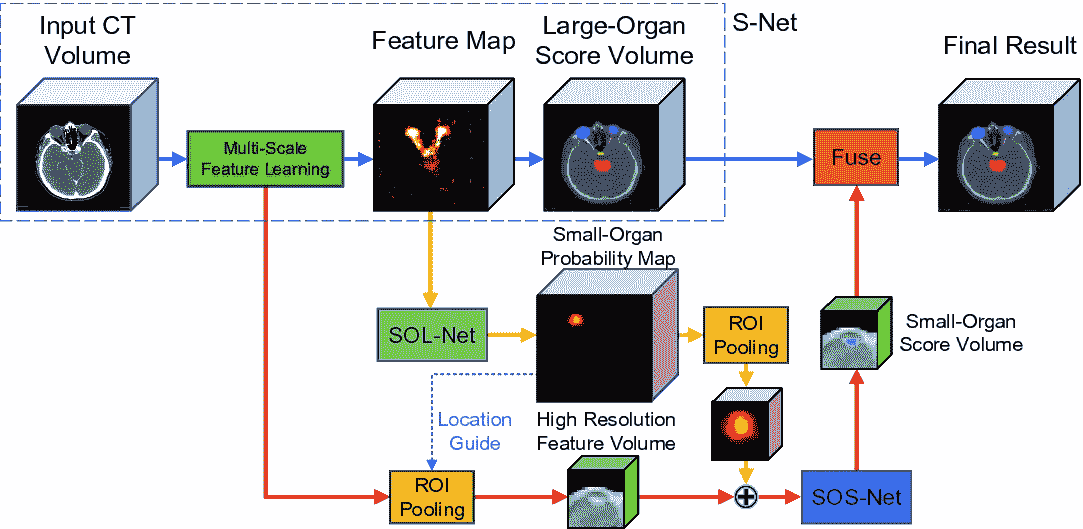 Input CT
Volume
Feature Map
Large-Organ
Score Volume
S-Net
Final Result
Multi-Scale
Feature Learning
Fuse
Small-Organ
Probability Map
SOL-Net
ROI
Pooling
Small-Organ
Score Volume
Location
Guide
High Resolution
Feature Volume
ROI
Pooling
SOS-Net